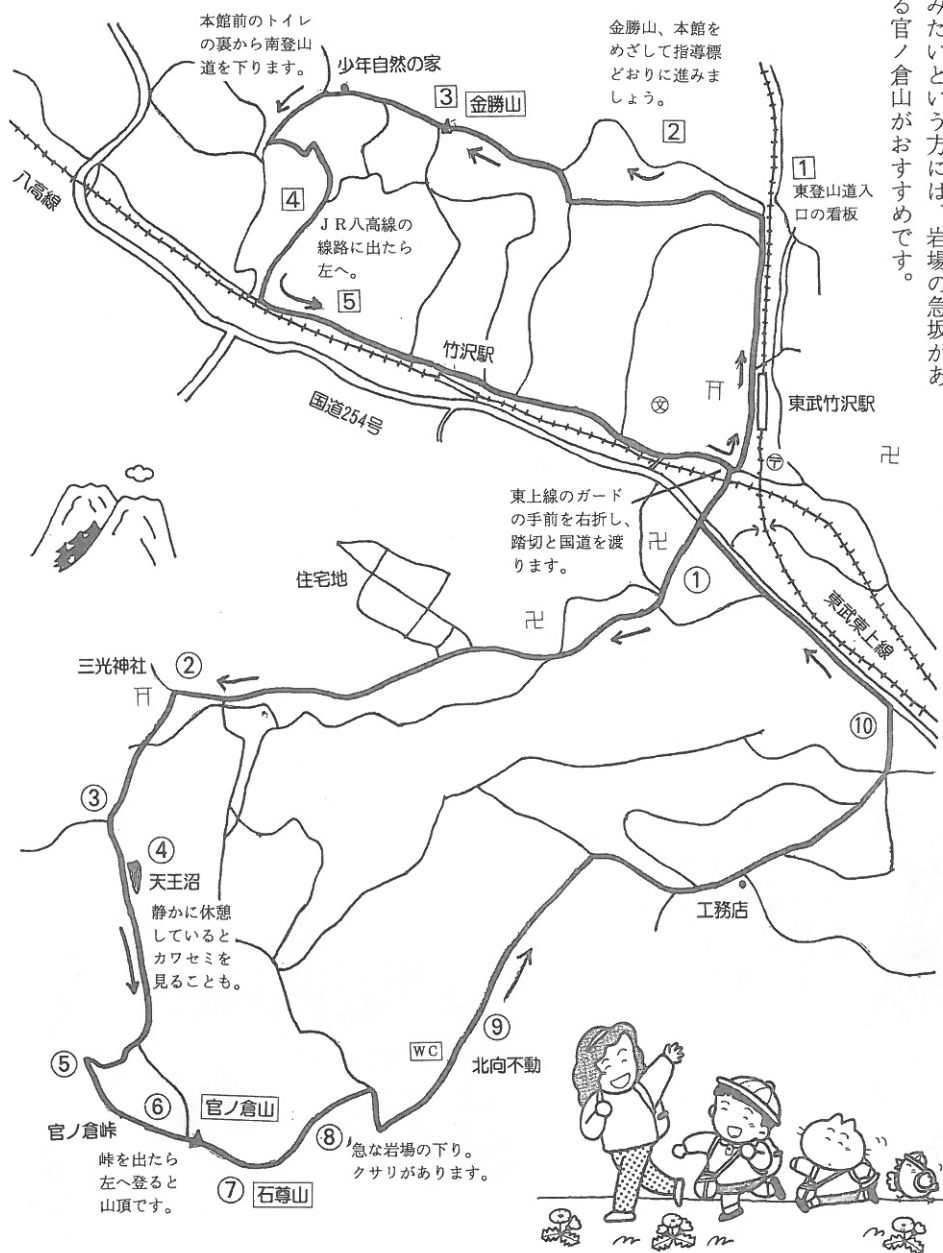 みたいという方には、岩場の急坂があ
る官ノ倉山がおすすめです。
本館前のトイレ
の裏から南登山
道を下ります。
少年自然の家
3 金勝山
金勝山、本館を
めざして指導標
どおりに進みま
しょう。
2
1
東登山道入
口の看板
八高線
4
JR八高線の
線路に出たら
左へ。
5
竹沢駅
国道254号
文
東武竹沢駅
〒
東上線のガード
の手前を右折し、
踏切と国道を渡
ります。
①
住宅地
東武東上線
三光神社
②
⑩
③
④
天王沼
静かに休憩
していると
カワセミを
見ることも。
工務店
⑨
WC
北向不動
⑤
⑥
官ノ倉山
官ノ倉峠
⑧
急な岩場の下り。
クサリがあります。
峠を出たら
左へ登ると
山頂です。
⑦
石尊山